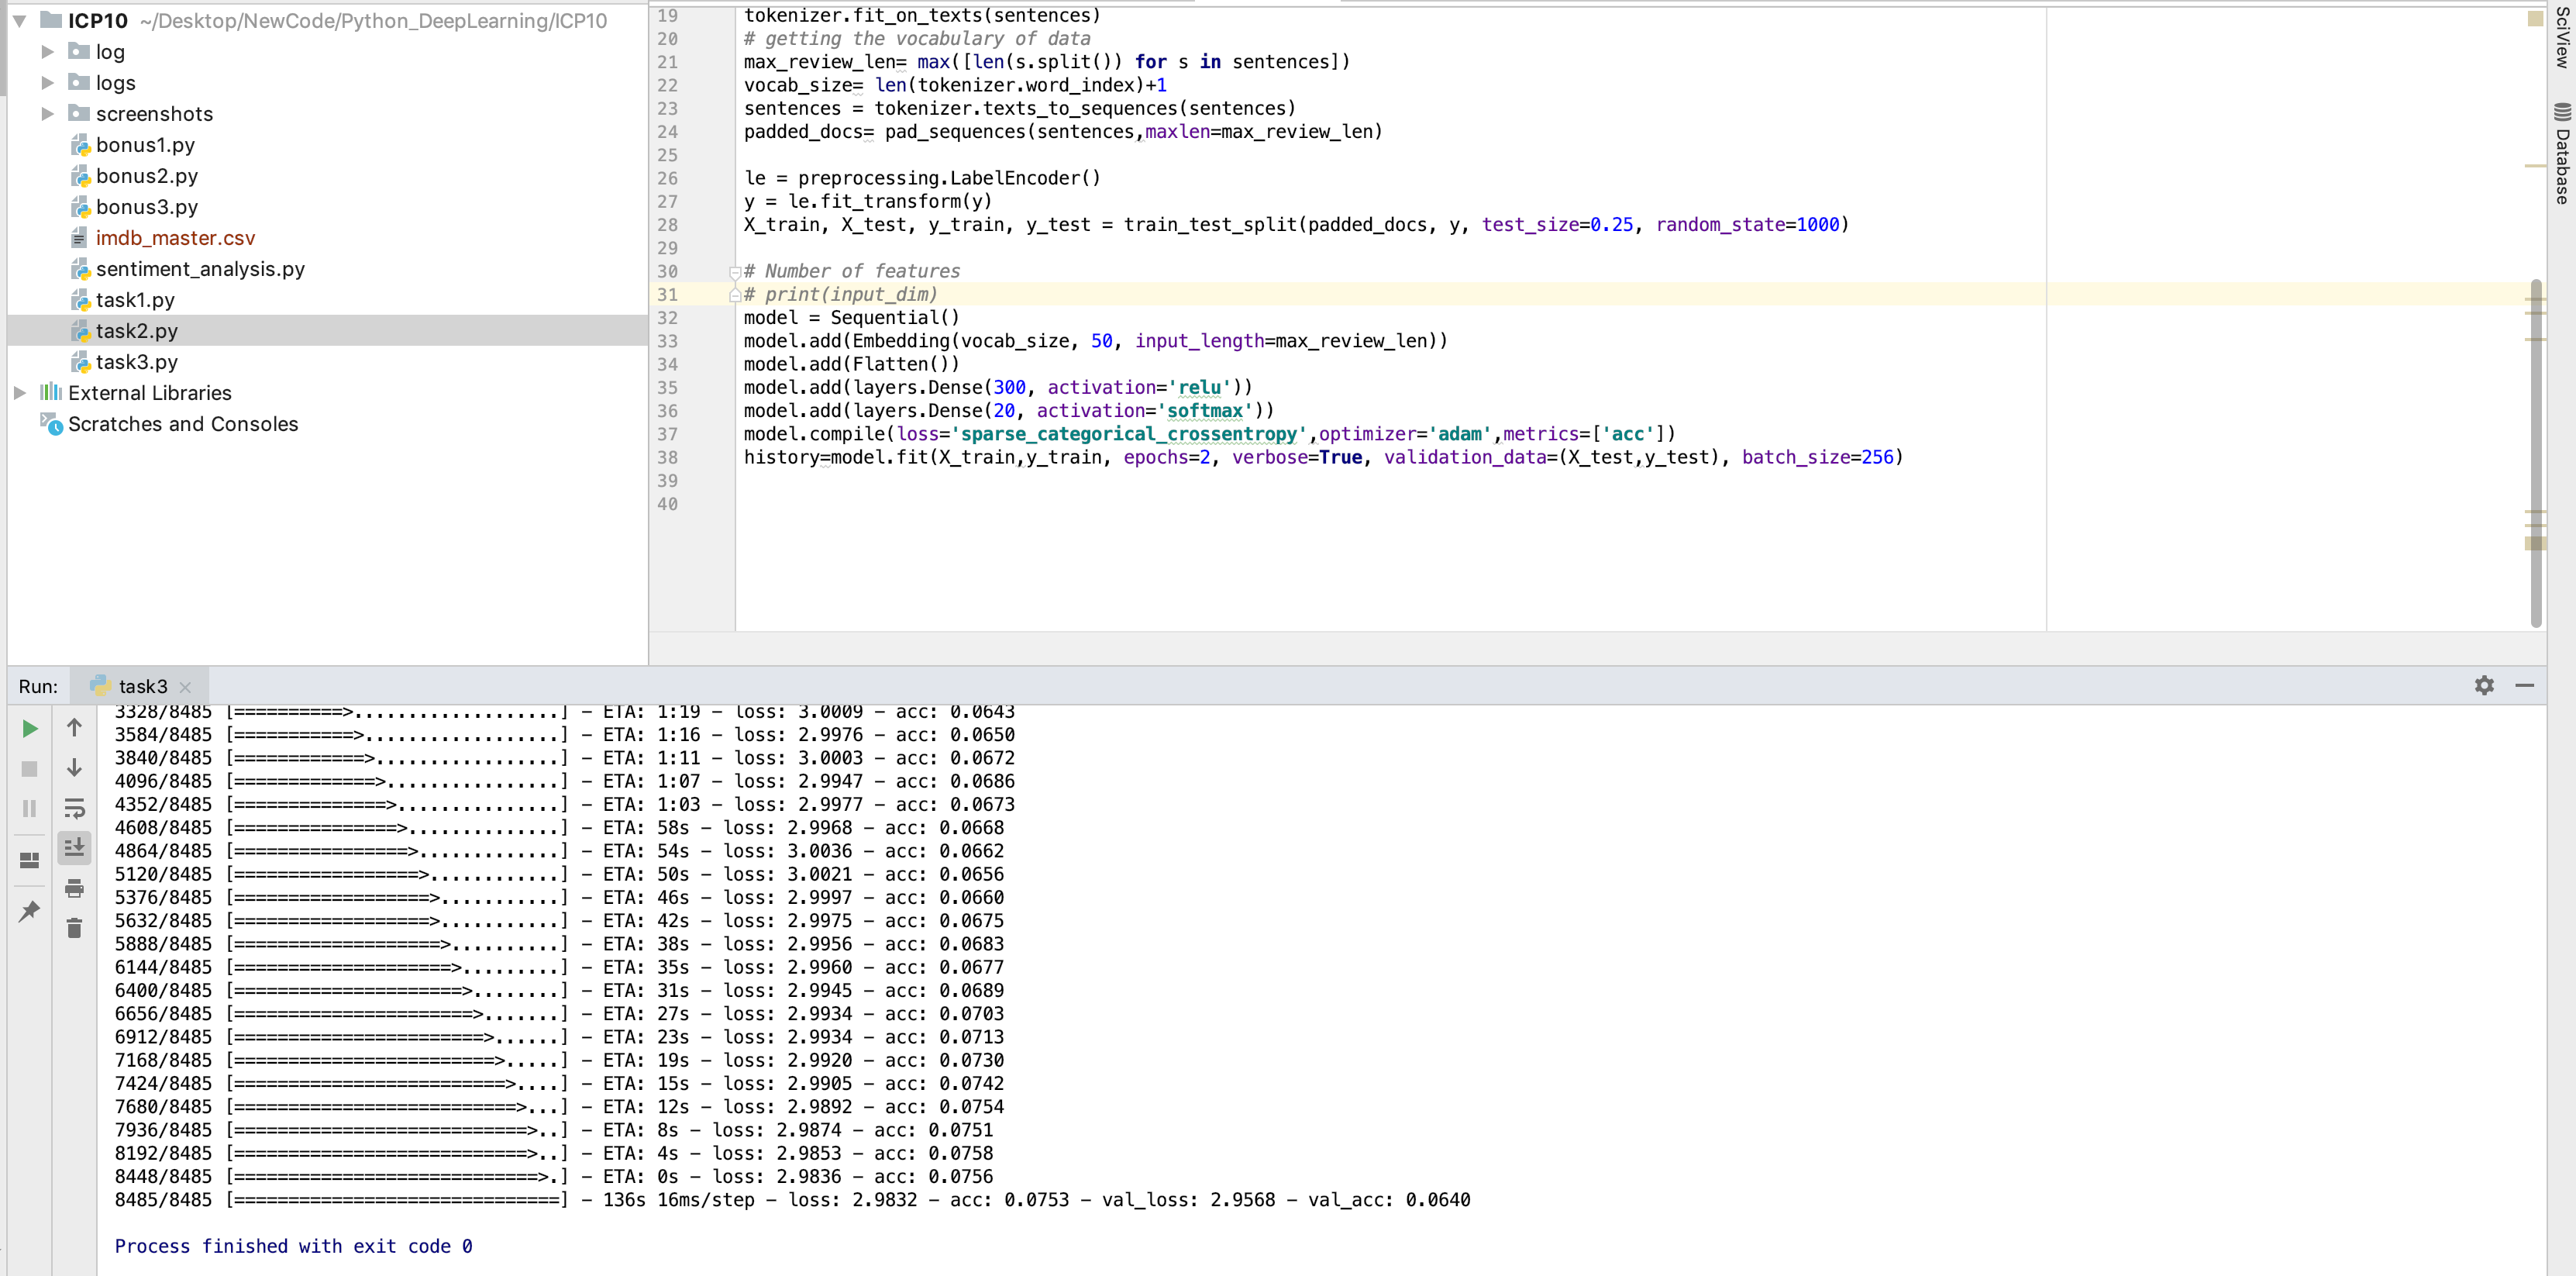 ICP10 ~/Desktop/NewCode/Python_DeepLearning/ICP10
log
logs
screenshots
bonus1.py
bonus2.py
bonus3.py
imdb_master.csv
sentiment_analysis.py
task1.py
task2.py
task3.py
External Libraries
Scratches and Consoles
19 tokenizer.fit_on_texts(sentences)
20 # getting the vocabulary of data
21 max_review_len= max([len(s.split()) for s in sentences])
22 vocab_size= len(tokenizer.word_index)+1
23 sentences = tokenizer.texts_to_sequences(sentences)
24 padded_docs= pad_sequences(sentences,maxlen=max_review_len)
25
26 le = preprocessing.LabelEncoder()
27 y = le.fit_transform(y)
28 X_train, X_test, y_train, y_test = train_test_split(padded_docs, y, test_size=0.25, random_state=1000)
29
30 # Number of features
31 # print(input_dim)
32 model = Sequential()
33 model.add(Embedding(vocab_size, 50, input_length=max_review_len))
34 model.add(Flatten())
35 model.add(layers.Dense(300, activation='relu'))
36 model.add(layers.Dense(20, activation='softmax'))
37 model.compile(loss='sparse_categorical_crossentropy',optimizer='adam',metrics=['acc'])
38 history=model.fit(X_train,y_train, epochs=2, verbose=True, validation_data=(X_test,y_test), batch_size=256)
39
40
SciView
Database
Run: task3
3328/8485 [==========>...................] - ETA: 1:19 - loss: 3.0009 - acc: 0.0643
3584/8485 [===========>..................] - ETA: 1:16 - loss: 2.9976 - acc: 0.0650
3840/8485 [============>.................] - ETA: 1:11 - loss: 3.0003 - acc: 0.0672
4096/8485 [=============>................] - ETA: 1:07 - loss: 2.9947 - acc: 0.0686
4352/8485 [==============>...............] - ETA: 1:03 - loss: 2.9977 - acc: 0.0673
4608/8485 [===============>..............] - ETA: 58s - loss: 2.9968 - acc: 0.0668
4864/8485 [================>.............] - ETA: 54s - loss: 3.0036 - acc: 0.0662
5120/8485 [=================>............] - ETA: 50s - loss: 3.0021 - acc: 0.0656
5376/8485 [==================>...........] - ETA: 46s - loss: 2.9997 - acc: 0.0660
5632/8485 [==================>...........] - ETA: 42s - loss: 2.9975 - acc: 0.0675
5888/8485 [===================>..........] - ETA: 38s - loss: 2.9956 - acc: 0.0683
6144/8485 [====================>.........] - ETA: 35s - loss: 2.9960 - acc: 0.0677
6400/8485 [=====================>........] - ETA: 31s - loss: 2.9945 - acc: 0.0689
6656/8485 [======================>.......] - ETA: 27s - loss: 2.9934 - acc: 0.0703
6912/8485 [=======================>......] - ETA: 23s - loss: 2.9934 - acc: 0.0713
7168/8485 [========================>.....] - ETA: 19s - loss: 2.9920 - acc: 0.0730
7424/8485 [=========================>....] - ETA: 15s - loss: 2.9905 - acc: 0.0742
7680/8485 [==========================>...] - ETA: 12s - loss: 2.9892 - acc: 0.0754
7936/8485 [===========================>..] - ETA: 8s - loss: 2.9874 - acc: 0.0751
8192/8485 [===========================>..] - ETA: 4s - loss: 2.9853 - acc: 0.0758
8448/8485 [============================>.] - ETA: 0s - loss: 2.9836 - acc: 0.0756
8485/8485 [==============================] - 136s 16ms/step - loss: 2.9832 - acc: 0.0753 - val_loss: 2.9568 - val_acc: 0.0640
Process finished with exit code 0